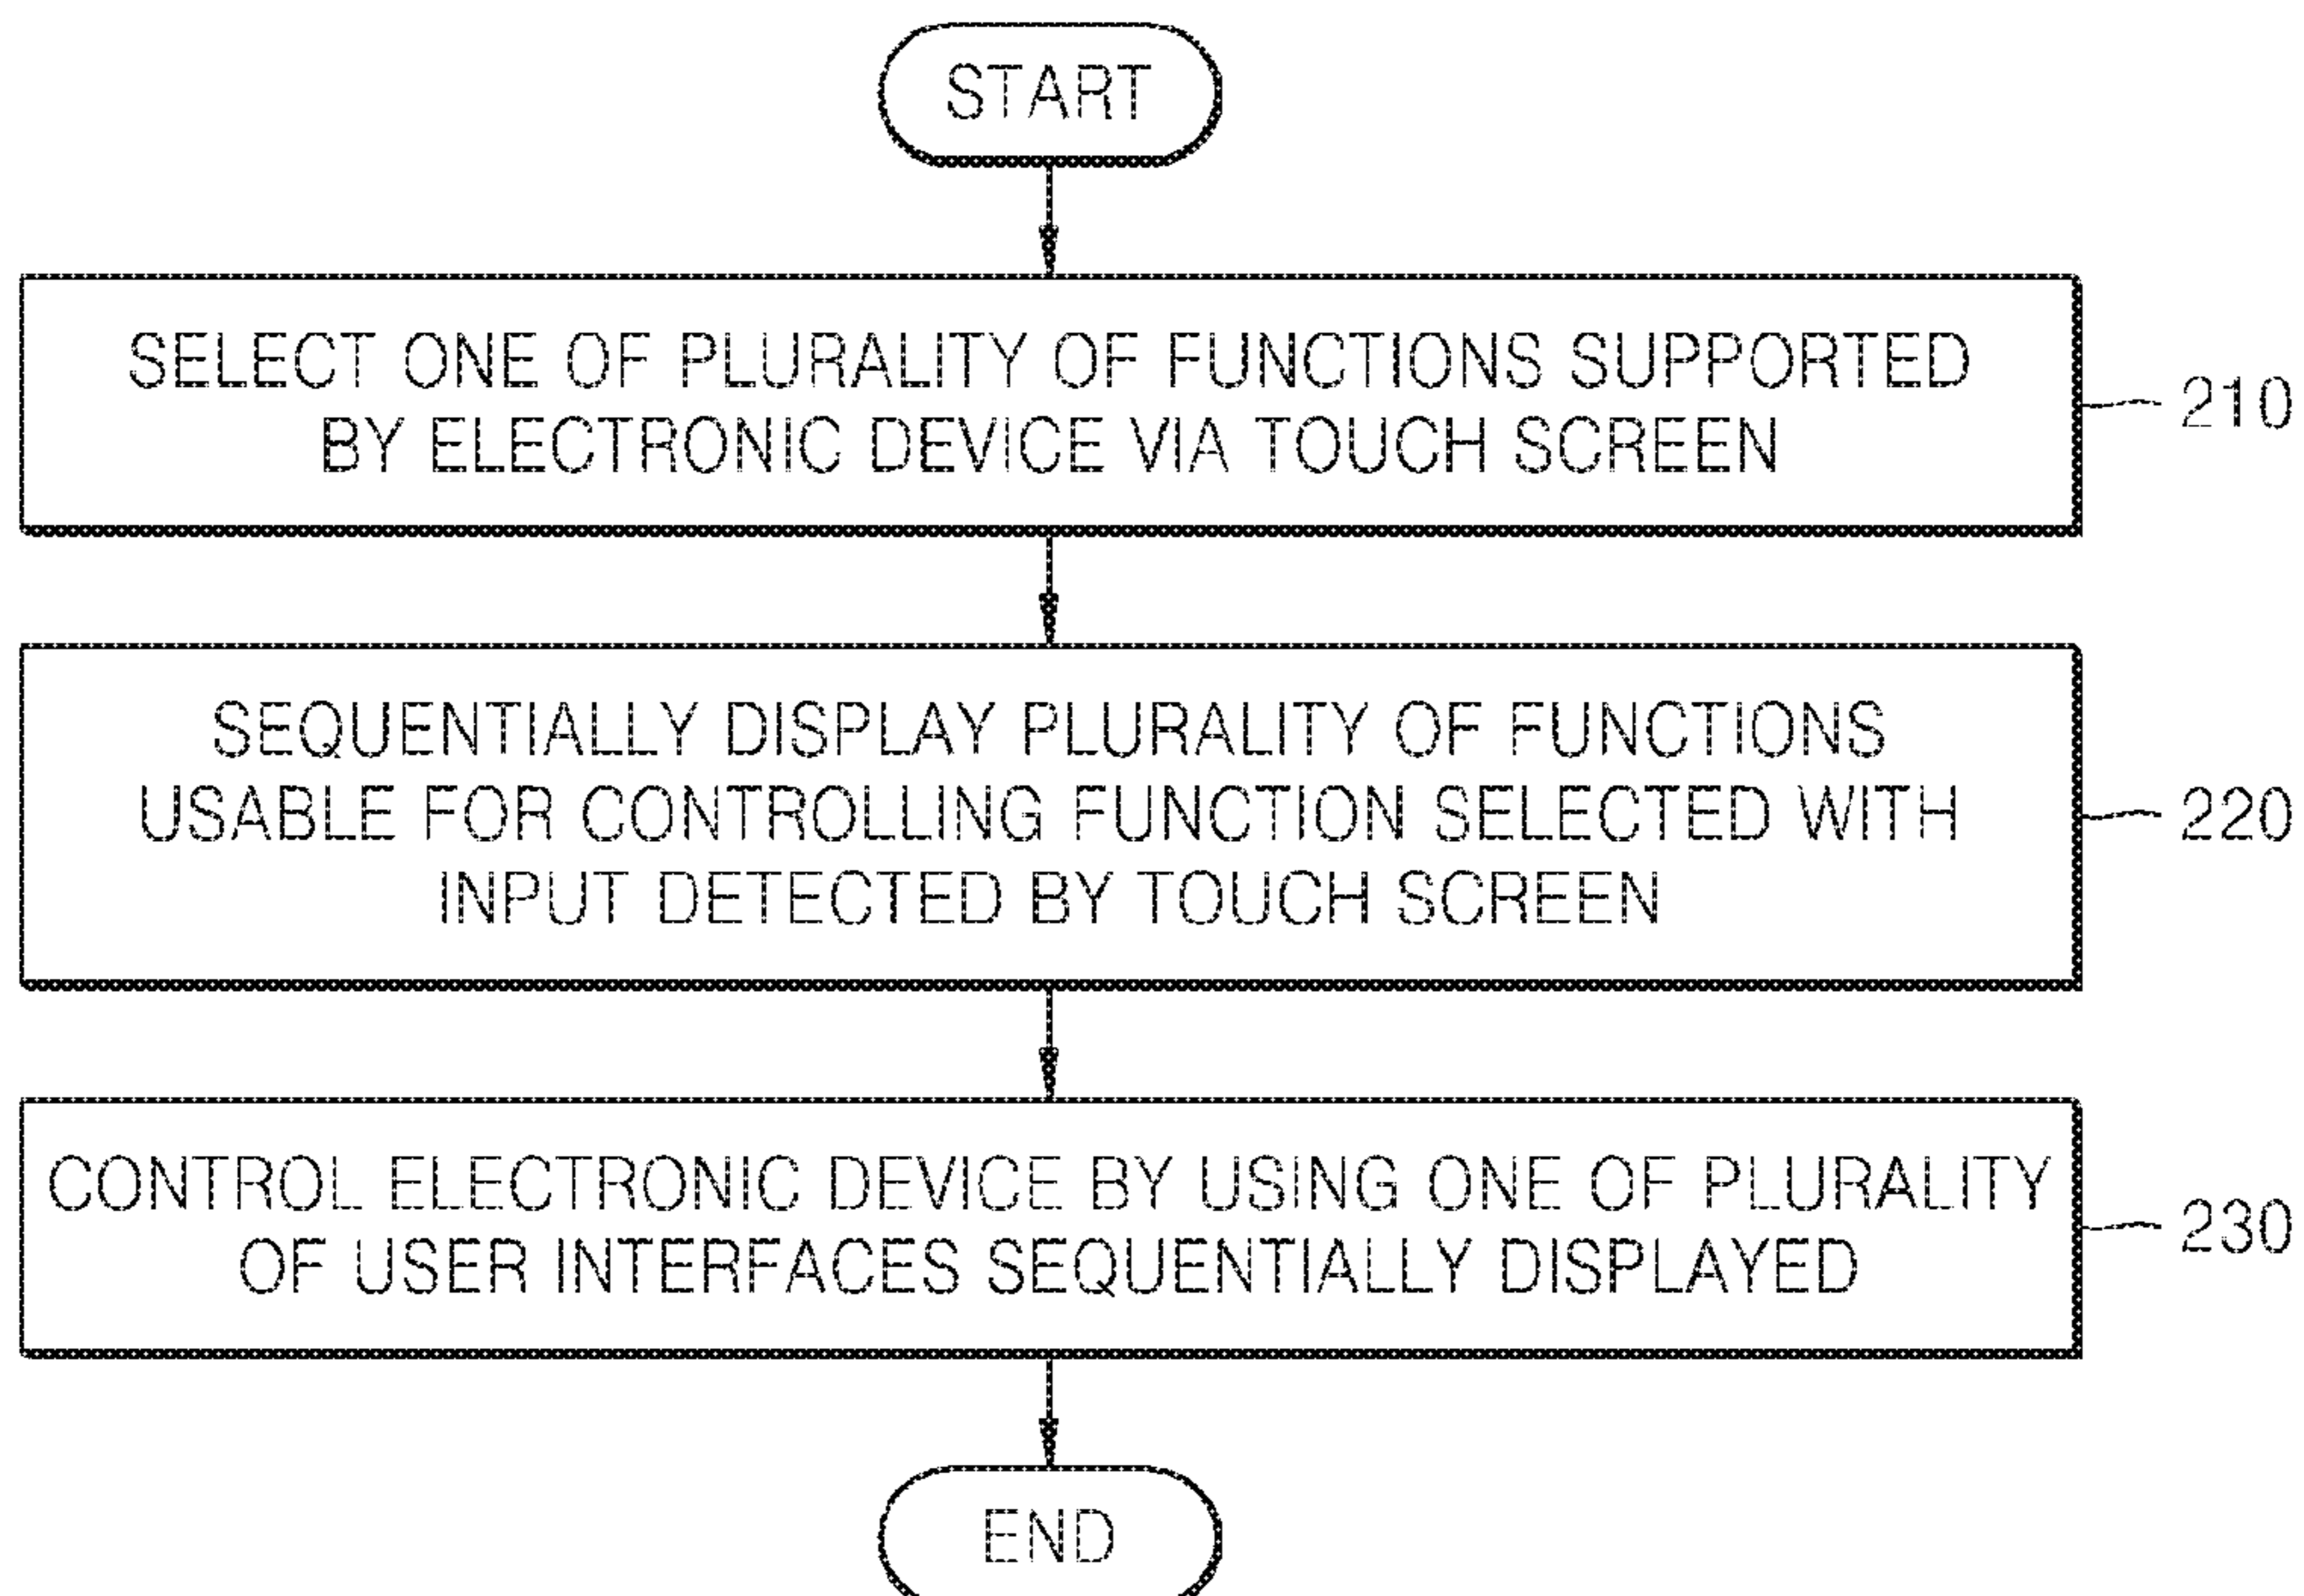 START
SELECT ONE OF PLURALITY OF FUNCTIONS SUPPORTED
BY ELECTRONIC DEVICE VIA TOUCH SCREEN
210
SEQUENTIALLY DISPLAY PLURALITY OF FUNCTIONS
USABLE FOR CONTROLLING FUNCTION SELECTED WITH
INPUT DETECTED BY TOUCH SCREEN
220
CONTROL ELECTRONIC DEVICE BY USING ONE OF PLURALITY
OF USER INTERFACES SEQUENTIALLY DISPLAYED
230
END